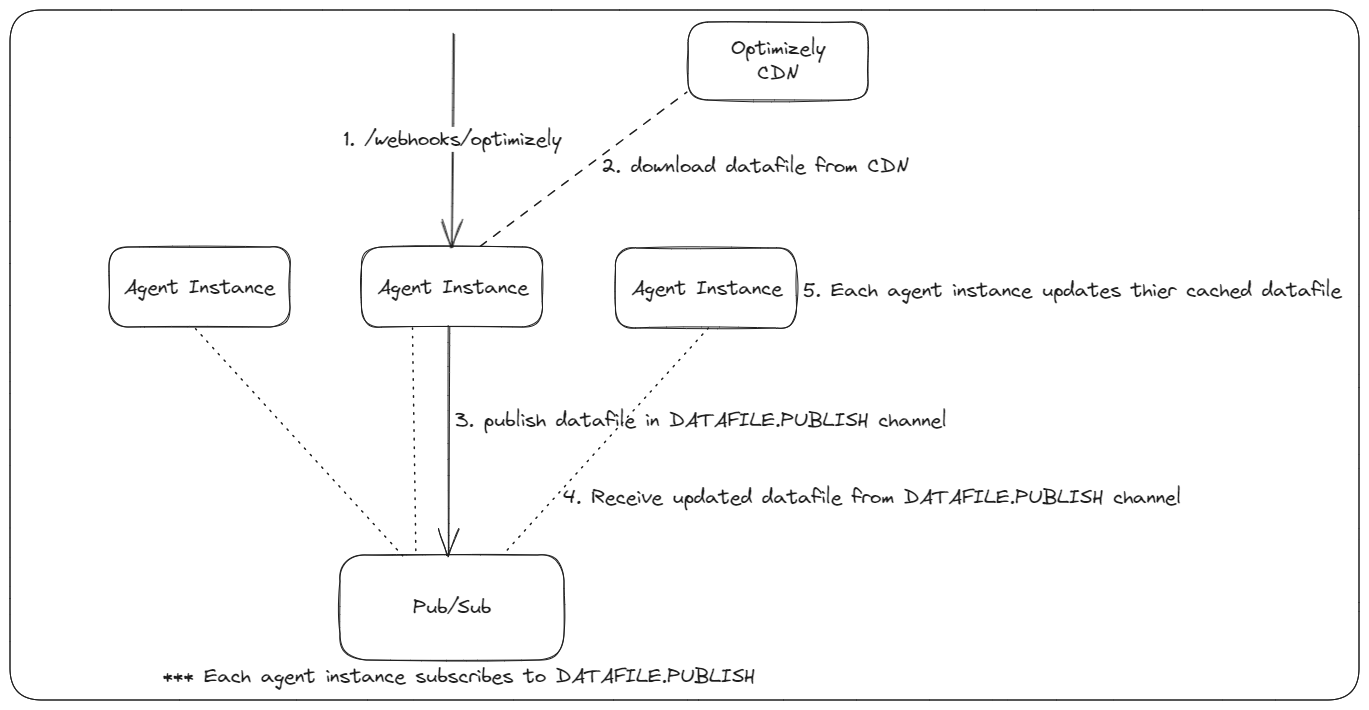 Optimizely
CDN
1. /webhooks/optimizely
2. download datafile from CDN
Agent Instance
Agent Instance
Agent Instance
5. Each agent instance updates thier cached datafile
3. publish datafile in DATAFILE.PUBLISH channel
4. Receive updated datafile from DATAFILE.PUBLISH channel
Pub/Sub
*** Each agent instance subscribes to DATAFILE.PUBLISH